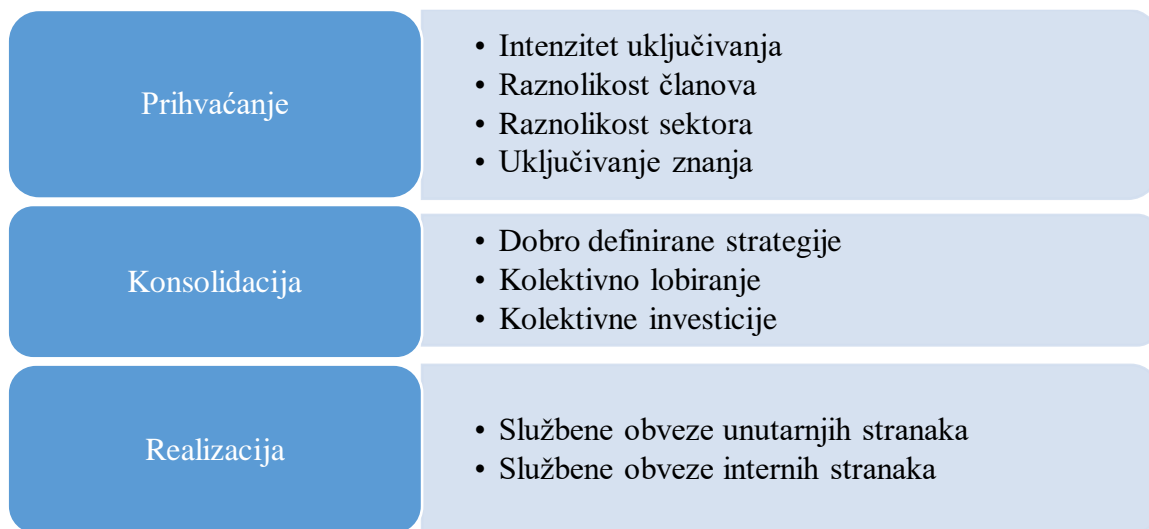 Prihvaćanje
• Intenzitet uključivanja
• Raznolikost članova
• Raznolikost sektora
• Uključivanje znanja
Konsolidacija
• Dobro definirane strategije
• Kolektivno lobiranje
• Kolektivne investicije
Realizacija
• Službene obveze unutarnjih stranaka
• Službene obveze internih stranaka